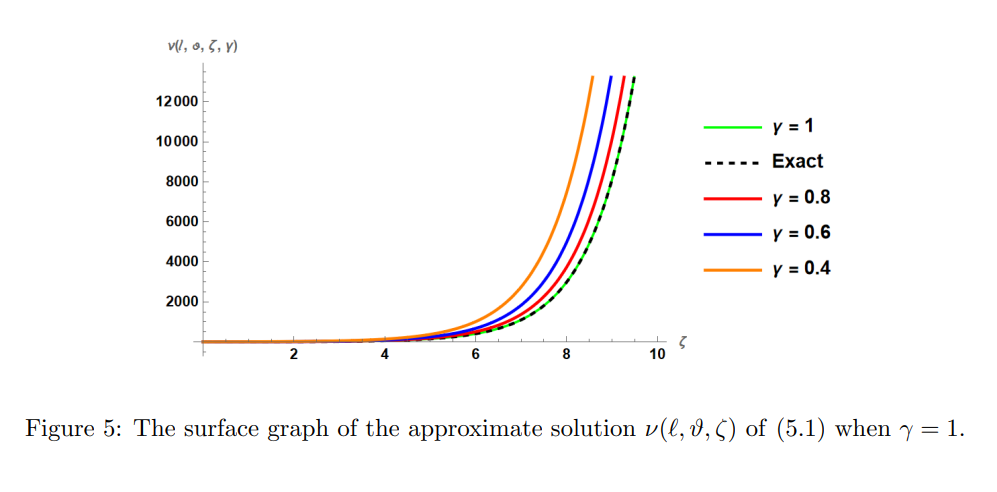 ν(ℓ, ϑ, ζ, γ)
12000
10000
8000
6000
4000
2000
2 4 6 8 10 ζ
γ = 1
Exact
γ = 0.8
γ = 0.6
γ = 0.4
Figure 5: The surface graph of the approximate solution ν(ℓ, ϑ, ζ) of (5.1) when γ = 1.